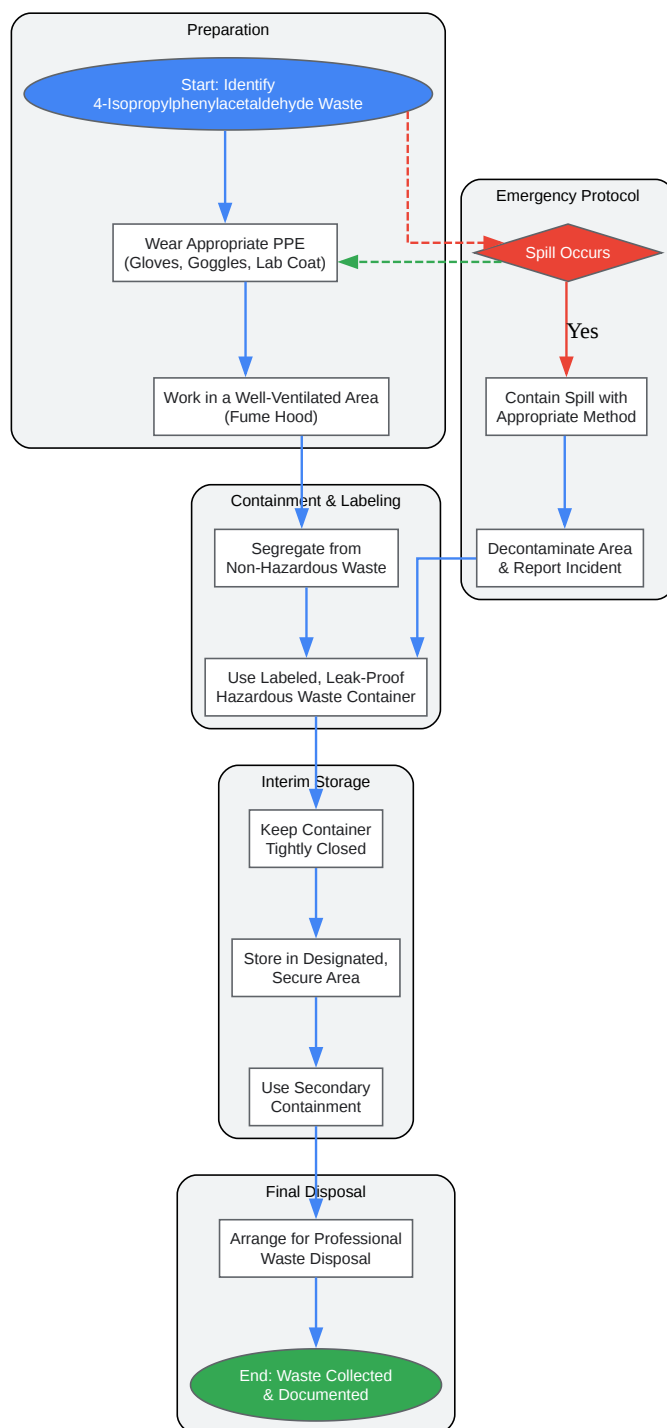 Preparation
Start: Identify
4-Isopropylphenylacetaldehyde Waste
Wear Appropriate PPE
(Gloves, Goggles, Lab Coat)
Work in a Well-Ventilated Area
(Fume Hood)
Emergency Protocol
Spill Occurs
Yes
Contain Spill with
Appropriate Method
Decontaminate Area
& Report Incident
Containment & Labeling
Segregate from
Non-Hazardous Waste
Use Labeled, Leak-Proof
Hazardous Waste Container
Interim Storage
Keep Container
Tightly Closed
Store in Designated,
Secure Area
Use Secondary
Containment
Final Disposal
Arrange for Professional
Waste Disposal
End: Waste Collected
& Documented